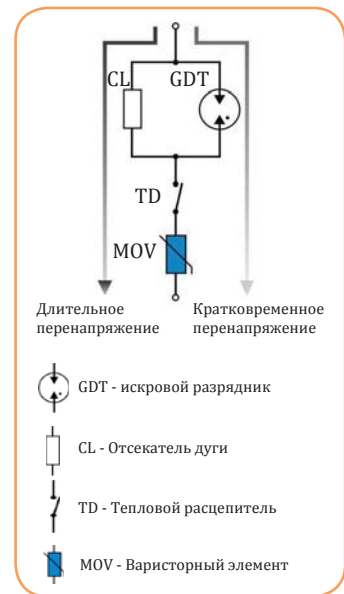 CL GDT
TD
MOV
Длительное
перенапряжение
Кратковременное
перенапряжение
GDT - искровой разрядник
CL - Отсекатель дуги
TD - Тепловой расцепитель
MOV - Варисторный элемент